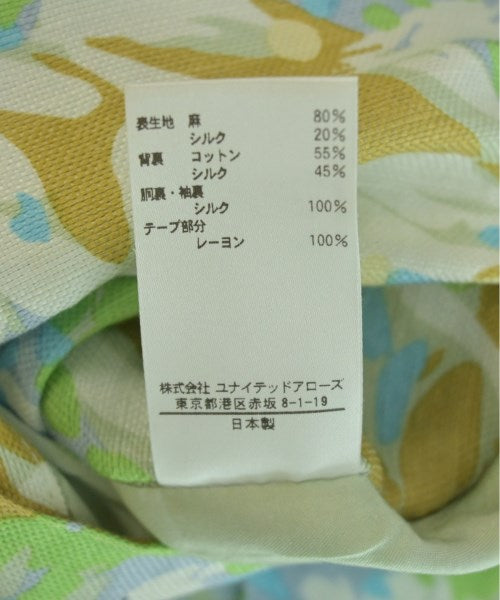 表生地 麻 80%
シルク 20%
背裏 コットン 55%
シルク 45%
胴裏・袖裏
シルク 100%
テープ部分
レーヨン 100%
株式会社 ユナイテッドアローズ
東京都港区赤坂 8-1-19
日本製